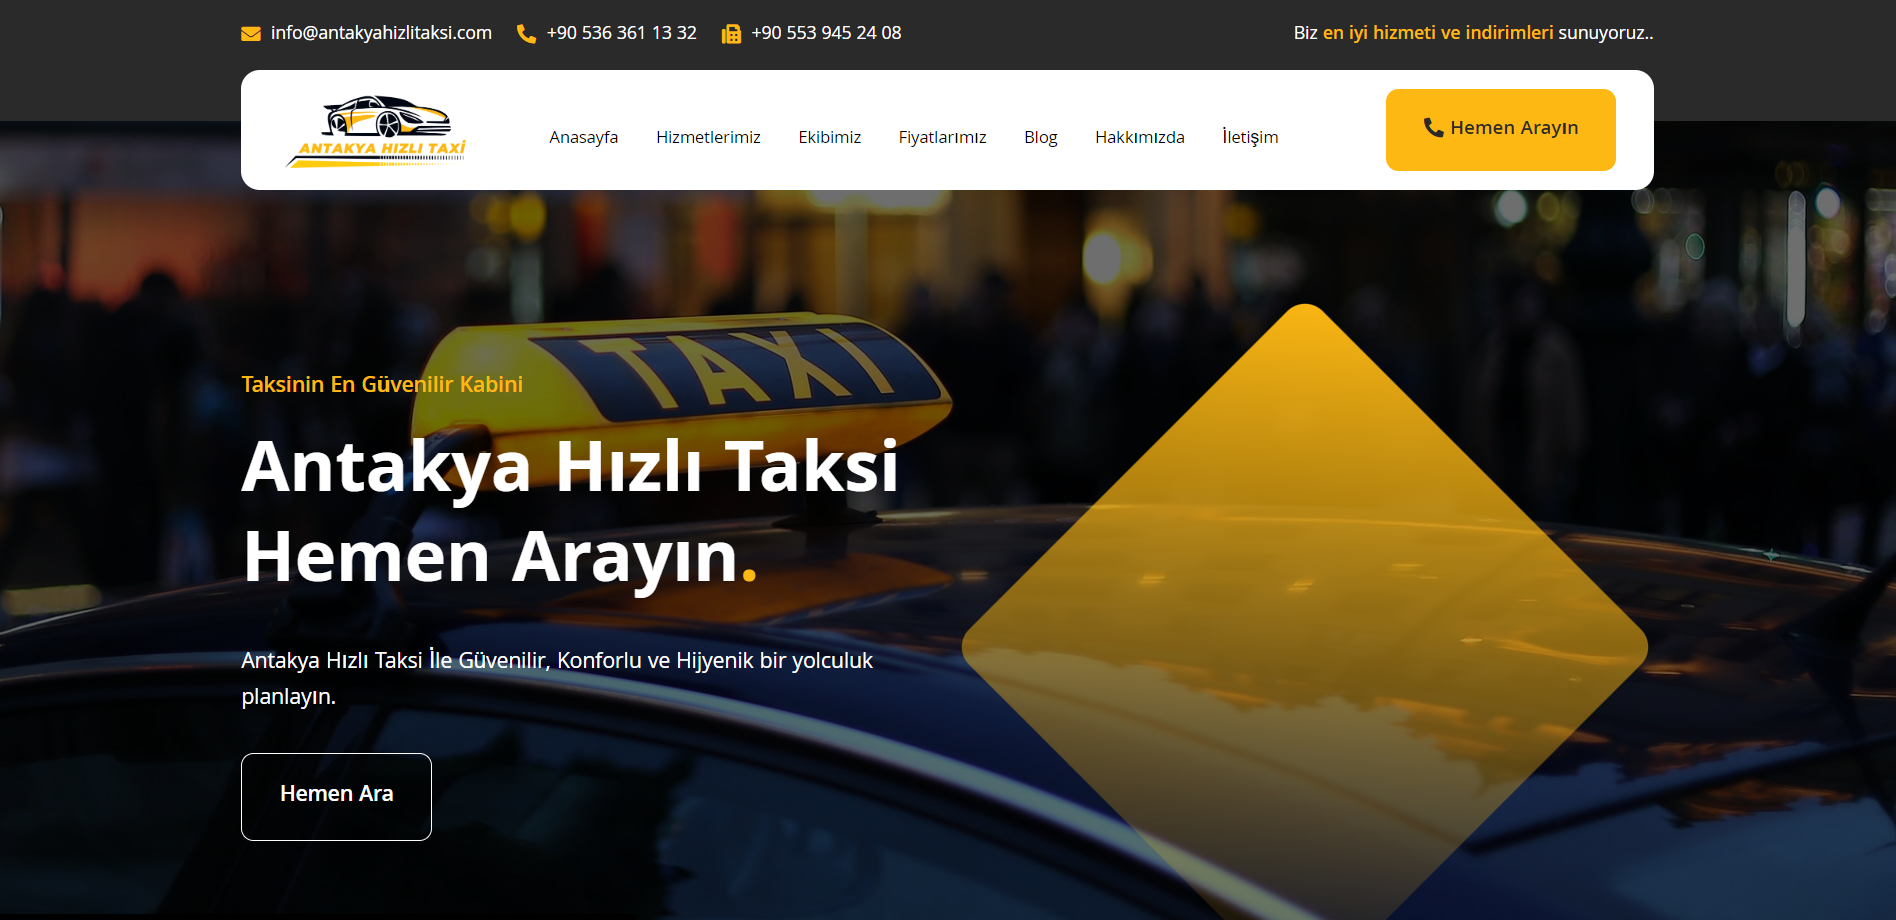 info@antakyahizlitaksi.com +90 536 361 13 32 +90 553 945 24 08 Biz en iyi hizmeti ve indirimleri sunuyoruz..
ANTAKYA HIZLI TAXİ
Anasayfa Hizmetlerimiz Ekibimiz Fiyatlarımız Blog Hakkımızda İletişim
Hemen Arayın
TAXI
Taksinin En Güvenilir Kabini
Antakya Hızlı Taksi
Hemen Arayın.
Antakya Hızlı Taksi İle Güvenilir, Konforlu ve Hijyenik bir yolculuk
planlayın.
Hemen Ara